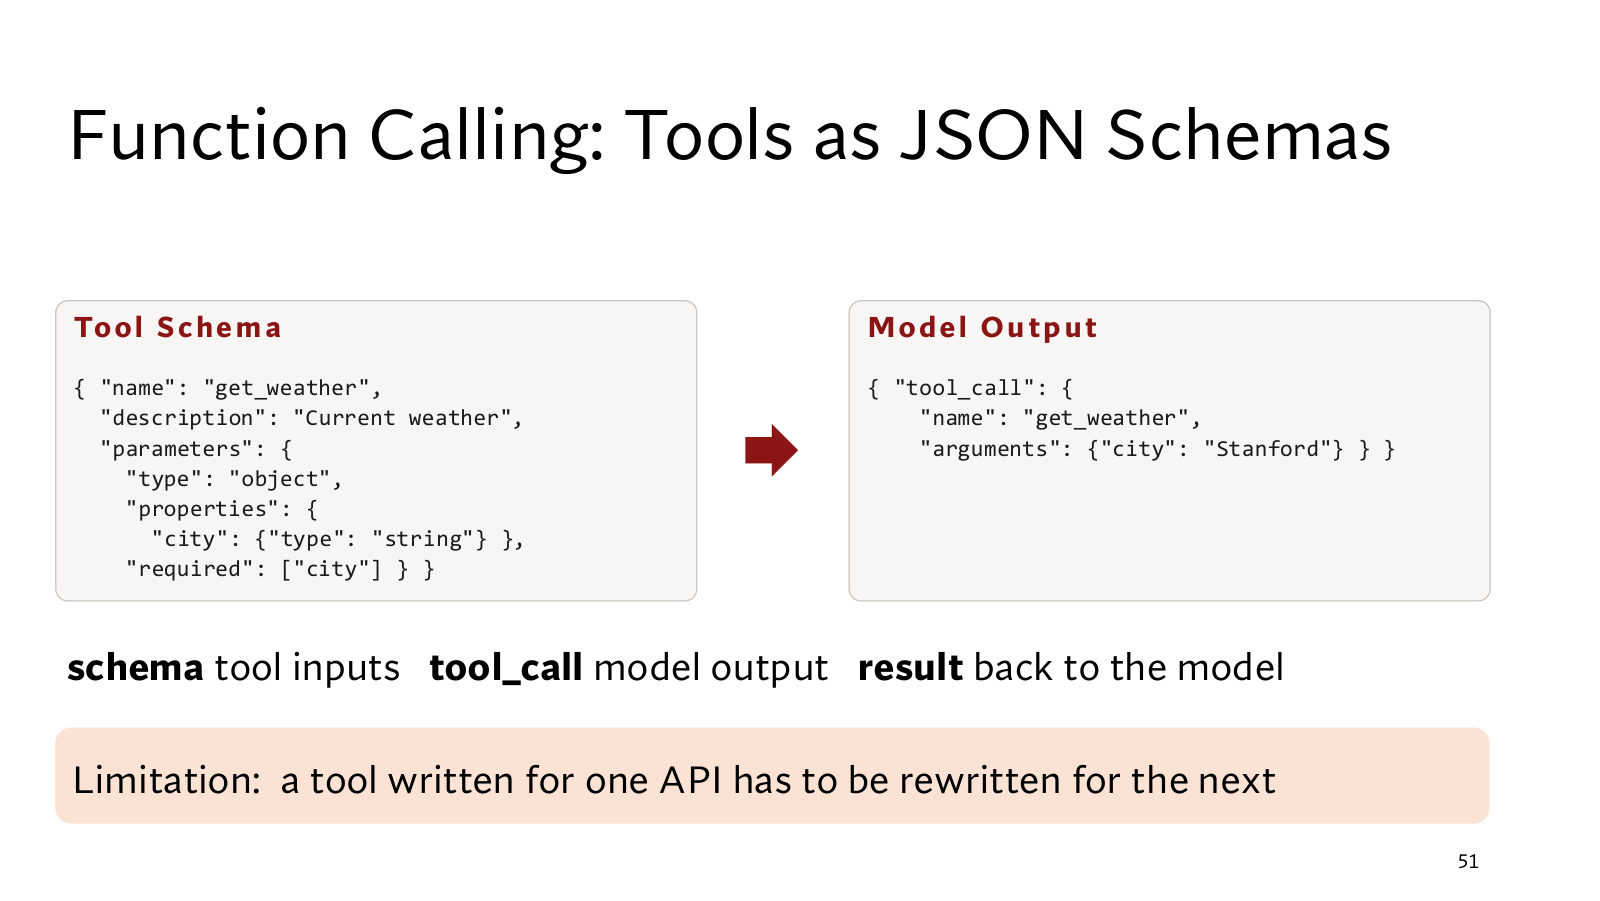 Function Calling: Tools as JSON Schemas
Tool Schema
{ "name": "get_weather",
  "description": "Current weather",
  "parameters": {
    "type": "object",
    "properties": {
      "city": {"type": "string"} },
    "required": ["city"] } }
Model Output
{ "tool_call": {
    "name": "get_weather",
    "arguments": {"city": "Stanford"} } }
schema tool inputs   tool_call model output   result back to the model
Limitation:  a tool written for one API has to be rewritten for the next
51